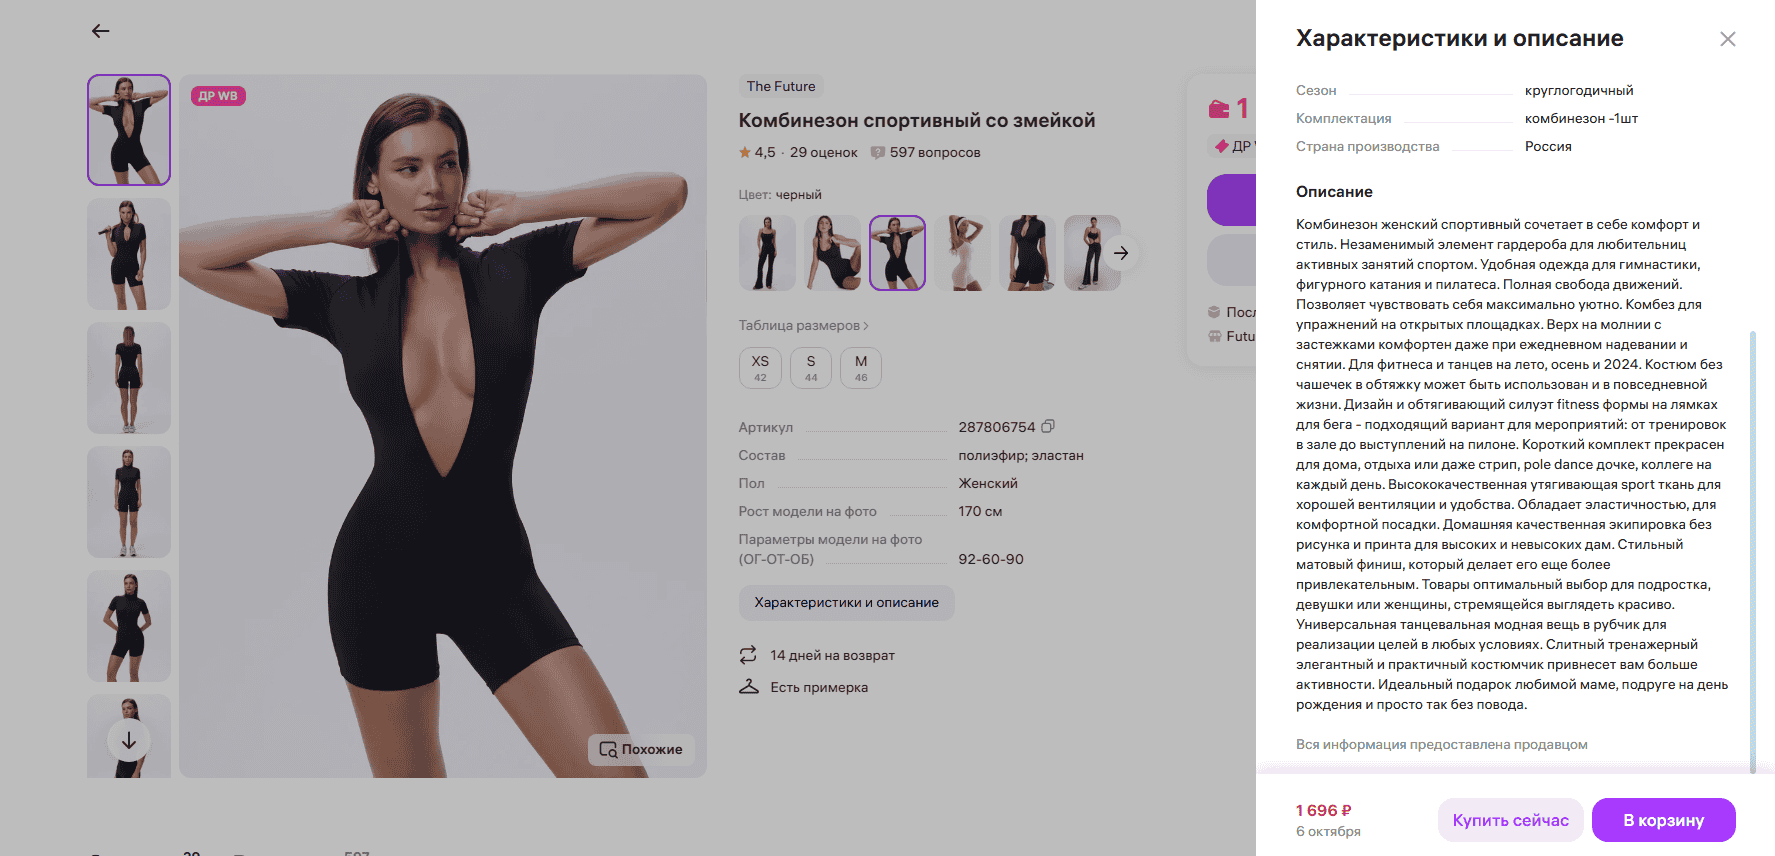 ДР WB
Похожие
The Future
Комбинезон спортивный со змейкой
4,5 · 29 оценок 597 вопросов
Цвет: черный
Таблица размеров
XS S M
42 44 46
Артикул 287806754
Состав полиэфир; эластан
Пол Женский
Рост модели на фото 170 см
Параметры модели на фото
(ОГ-ОТ-ОБ) 92-60-90
Характеристики и описание
14 дней на возврат
Есть примерка
1
ДР
Futu
Характеристики и описание
Сезон круглогодичный
Комплектация комбинезон -1шт
Страна производства Россия
Описание
Комбинезон женский спортивный сочетает в себе комфорт и
стиль. Незаменимый элемент гардероба для любительниц
активных занятий спортом. Удобная одежда для гимнастики,
фигурного катания и пилатеса. Полная свобода движений.
Позволяет чувствовать себя максимально уютно. Комбез для
упражнений на открытых площадках. Верх на молнии с
застежками комфортен даже при ежедневном надевании и
снятии. Для фитнеса и танцев на лето, осень и 2024. Костюм без
чашечек в обтяжку может быть использован и в повседневной
жизни. Дизайн и обтягивающий силуэт fitness формы на лямках
для бега - подходящий вариант для мероприятий: от тренировок
в зале до выступлений на пилоне. Короткий комплект прекрасен
для дома, отдыха или даже стрип, pole dance дочке, коллеге на
каждый день. Высококачественная утягивающая sport ткань для
хорошей вентиляции и удобства. Обладает эластичностью, для
комфортной посадки. Домашняя качественная экипировка без
рисунка и принта для высоких и невысоких дам. Стильный
матовый финиш, который делает его еще более
привлекательным. Товары оптимальный выбор для подростка,
девушки или женщины, стремящейся выглядеть красиво.
Универсальная танцевальная модная вещь в рубчик для
реализации целей в любых условиях. Слитный тренажерный
элегантный и практичный костюмчик привнесет вам больше
активности. Идеальный подарок любимой маме, подруге на день
рождения и просто так без повода.
Вся информация предоставлена продавцом
1 696 ₽
6 октября
Купить сейчас
В корзину